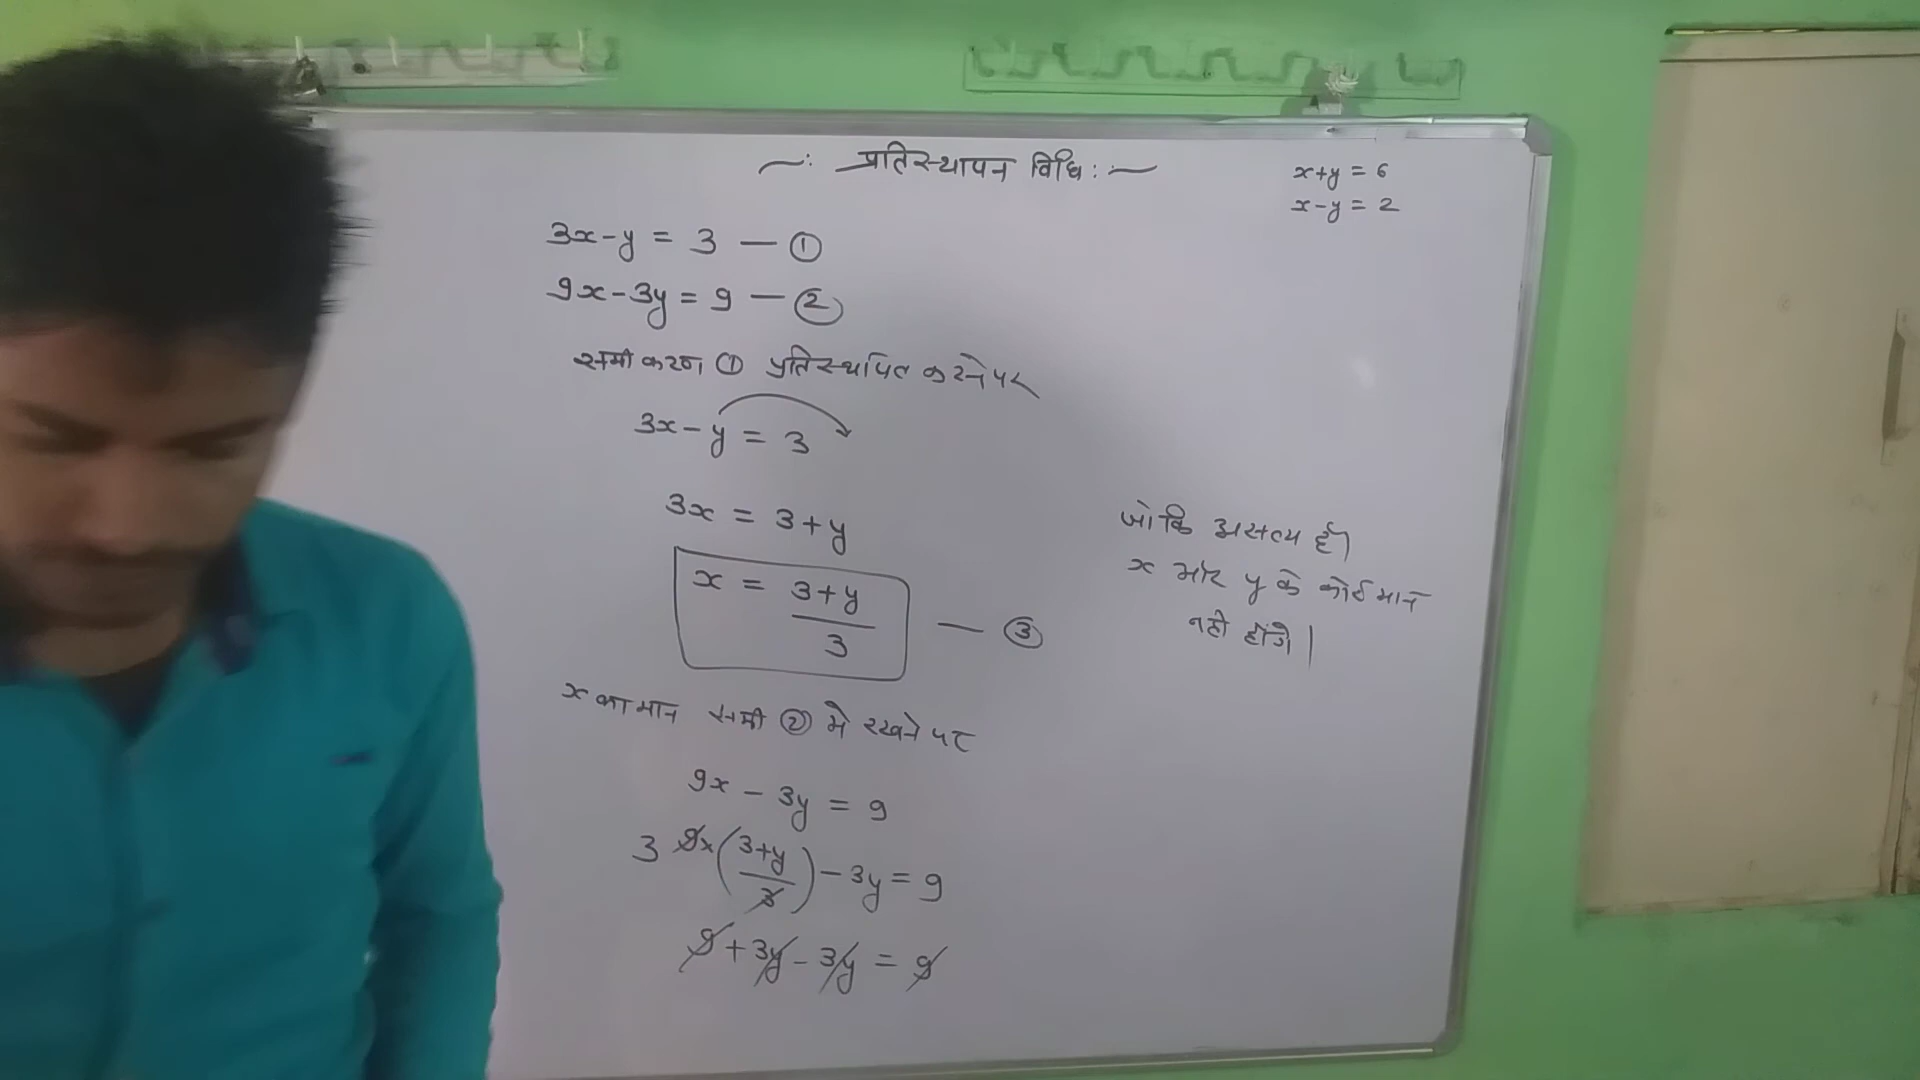 ~: प्रतिस्थापन विधि :~
x+y = 6
x-y = 2
3x-y = 3 — ①
9x-3y = 9 — ②
समीकरण ① प्रतिस्थापित करने पर
3x-y = 3
3x = 3+y
x = 3+y/3 — ③
x का मान समी ② मे रखने पर
9x - 3y = 9
3 9x(3+y/3) - 3y = 9
9+3y-3y = 9
जोकि असत्य है।
x और y के कोई मान
नही होंगे।